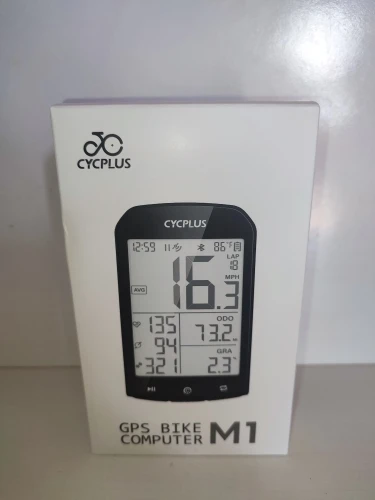 CYCPLUS
CYCPLUS
12:59 86°F
LAP
18
MPH
16.3
AVG
135
ODO
94
73.2 M
GRA
321
2.3%
GPS BIKE
COMPUTER M1